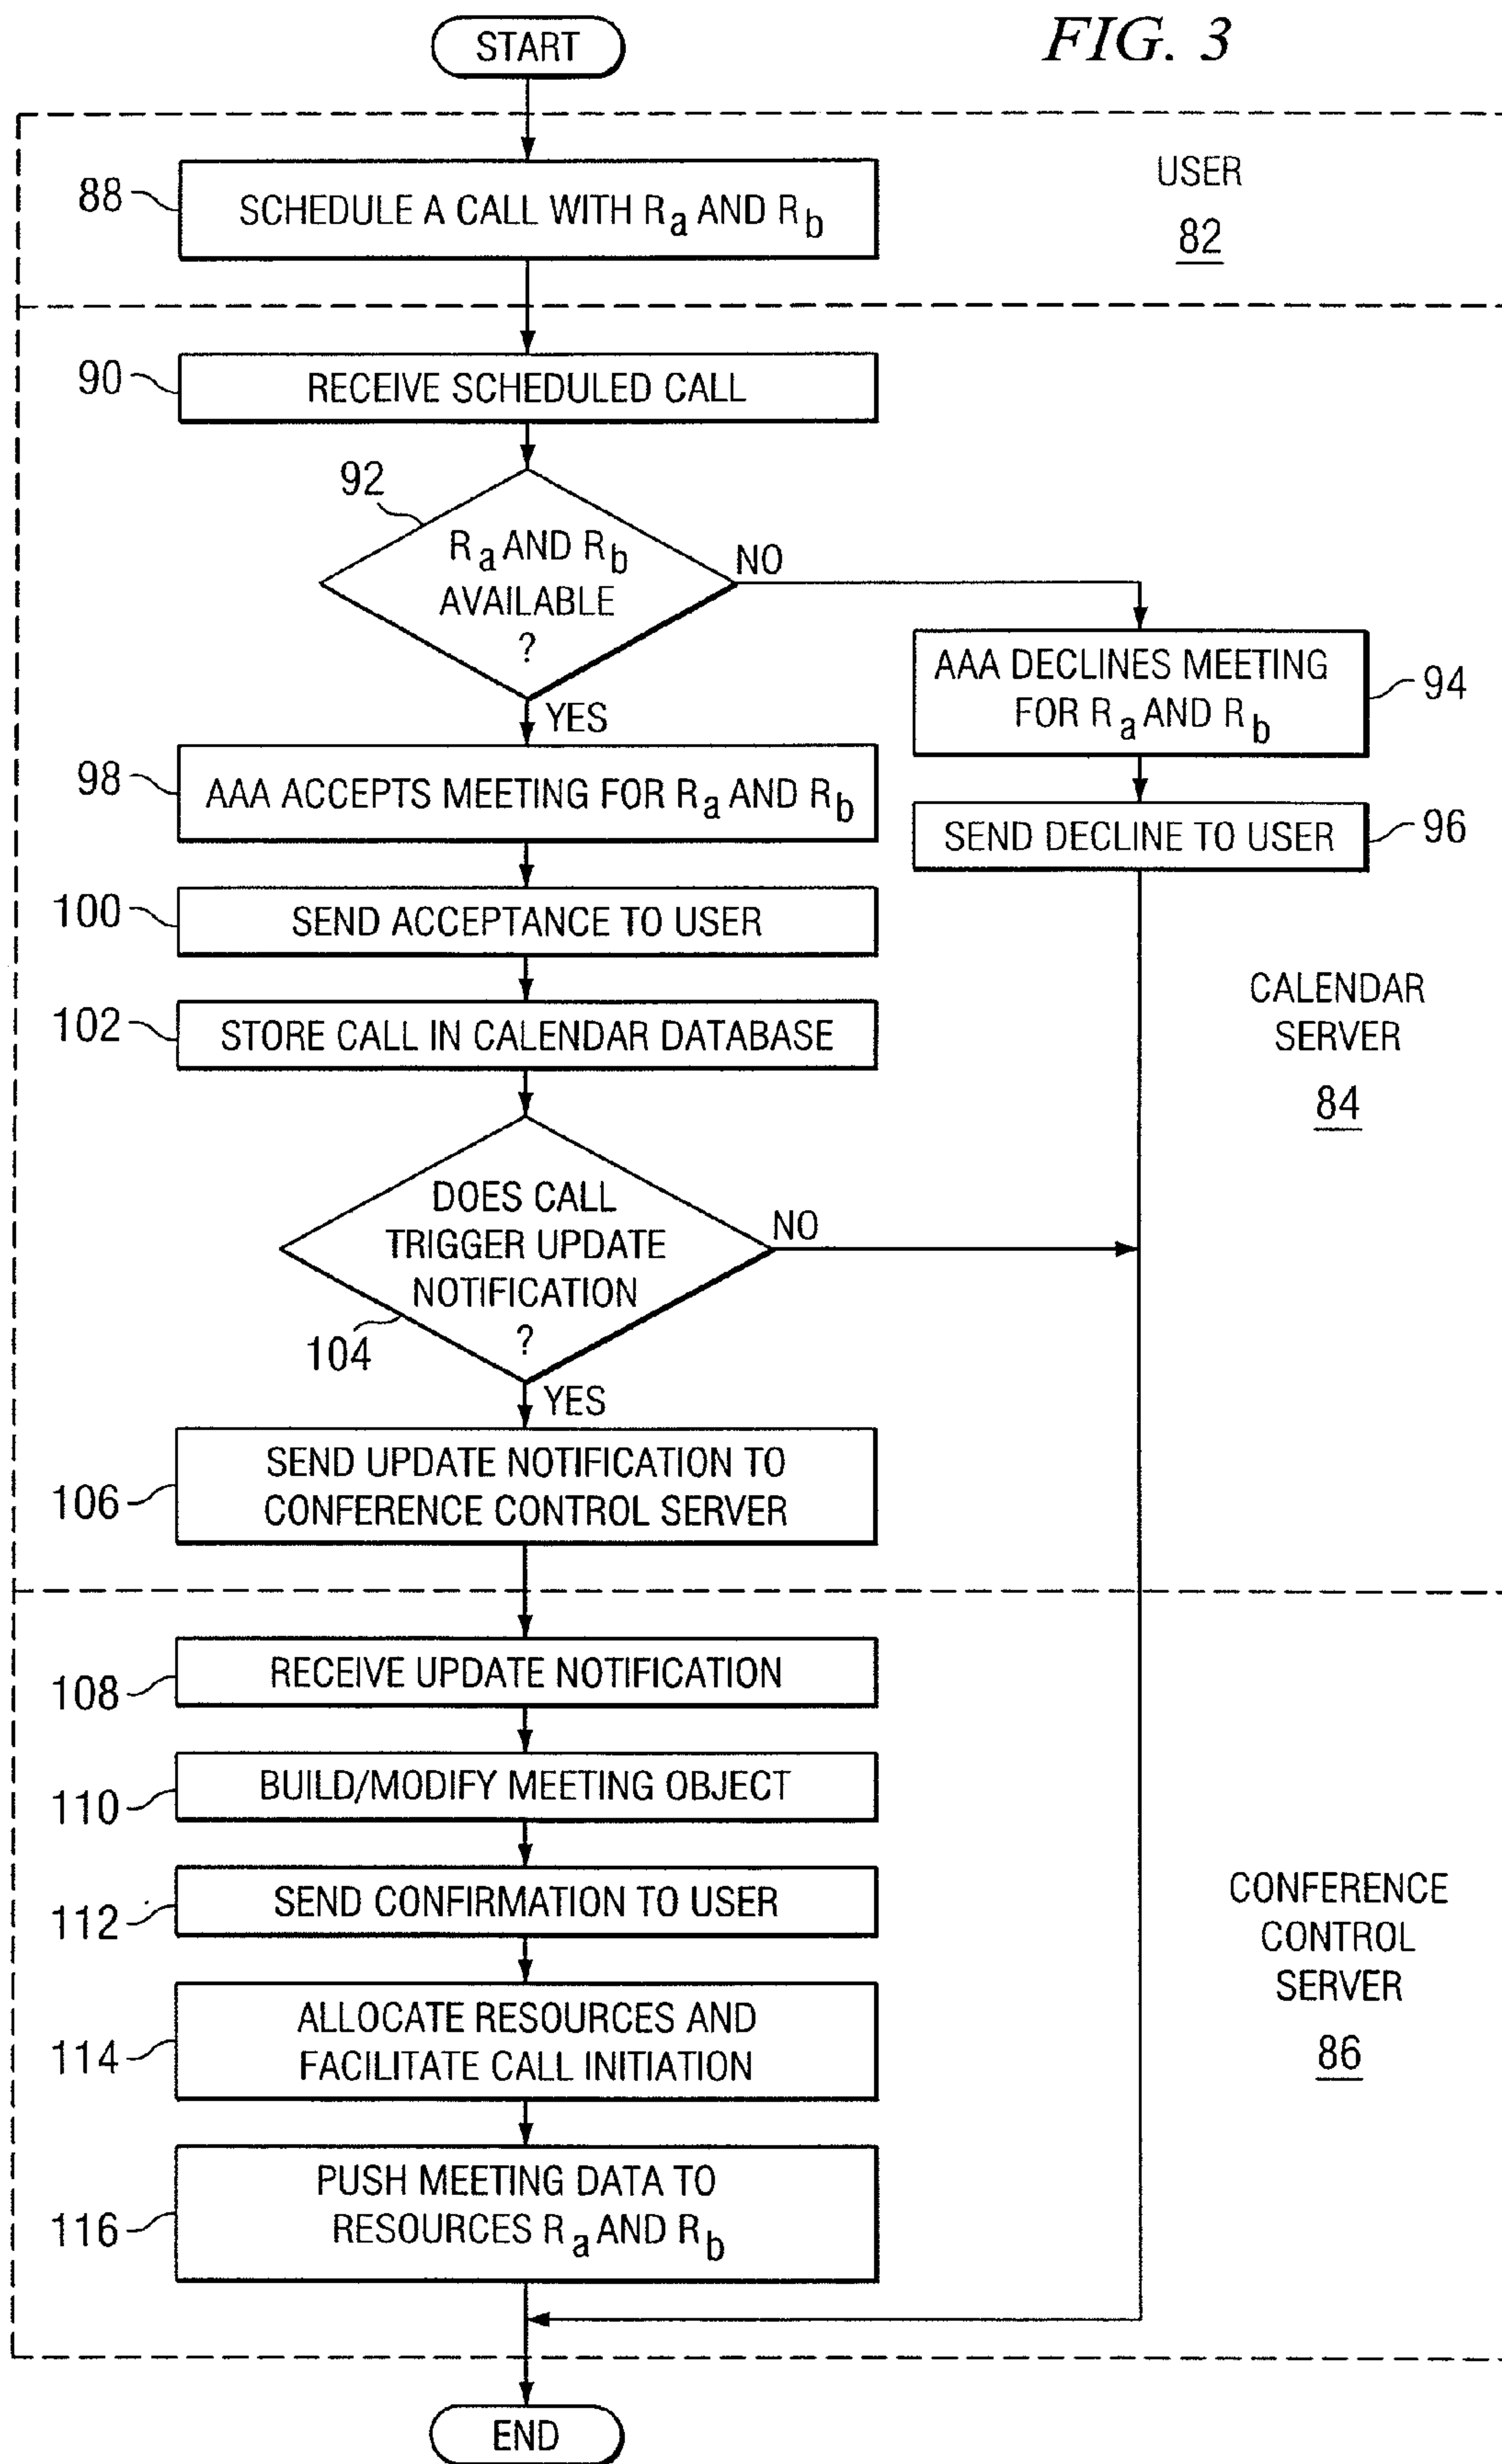 FIG. 3
START
USER
82
88
SCHEDULE A CALL WITH Ra AND Rb
90
RECEIVE SCHEDULED CALL
92
Ra AND Rb
AVAILABLE
?
NO
YES
AAA DECLINES MEETING
FOR Ra AND Rb
94
98
AAA ACCEPTS MEETING FOR Ra AND Rb
SEND DECLINE TO USER
96
100
SEND ACCEPTANCE TO USER
102
STORE CALL IN CALENDAR DATABASE
CALENDAR
SERVER
84
DOES CALL
TRIGGER UPDATE
NOTIFICATION
?
NO
104
YES
106
SEND UPDATE NOTIFICATION TO
CONFERENCE CONTROL SERVER
108
RECEIVE UPDATE NOTIFICATION
110
BUILD/MODIFY MEETING OBJECT
112
SEND CONFIRMATION TO USER
CONFERENCE
CONTROL
SERVER
86
114
ALLOCATE RESOURCES AND
FACILITATE CALL INITIATION
116
PUSH MEETING DATA TO
RESOURCES Ra AND Rb
END